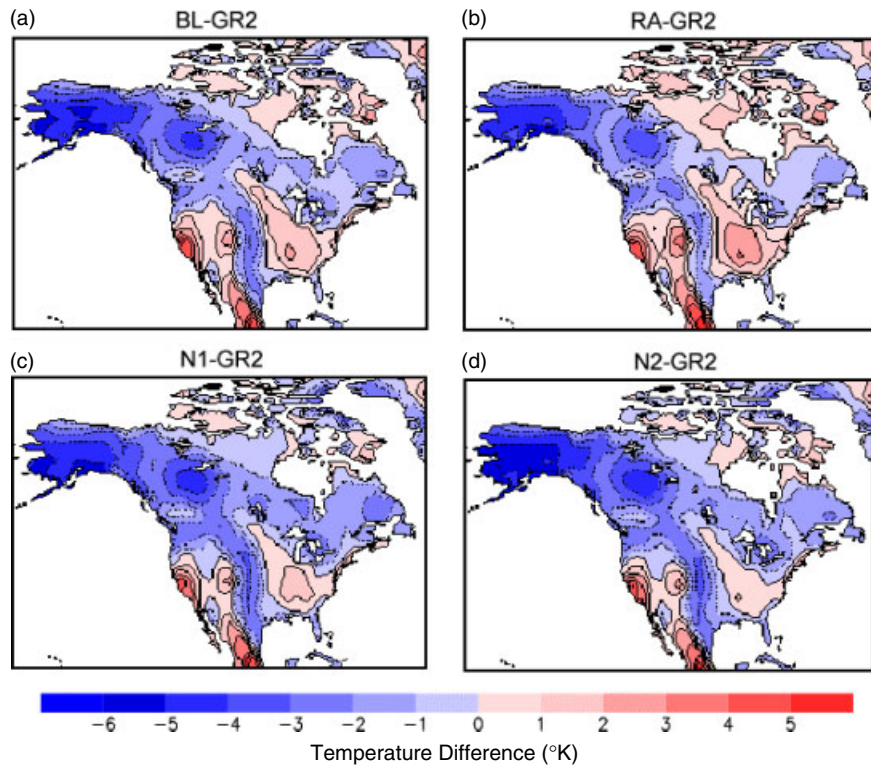 (a)
BL-GR2
(b)
RA-GR2
(c)
N1-GR2
(d)
N2-GR2
-6 -5 -4 -3 -2 -1 0 1 2 3 4 5
Temperature Difference (°K)